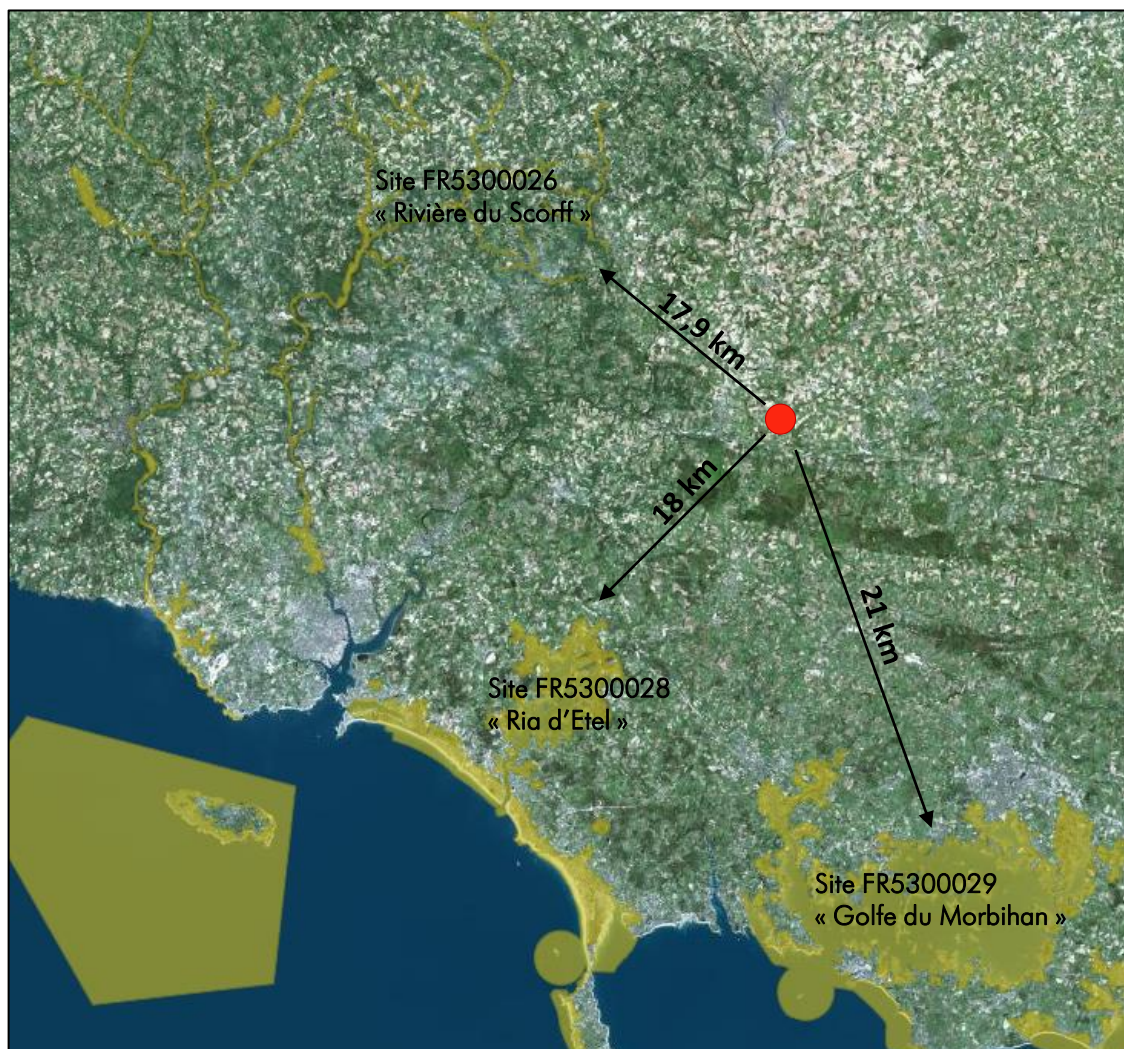 Site FR5300026
« Rivière du Scorff »
17,9 km
18 km
21 km
Site FR5300028
« Ria d’Etel »
Site FR5300029
« Golfe du Morbihan »